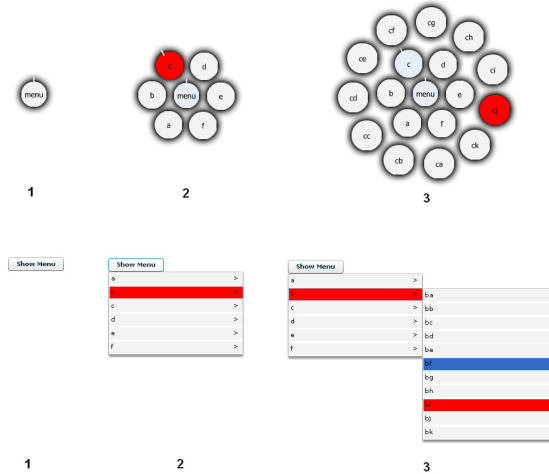 menu
1
c d
b menu e
a f
2
cg
cf ch
ce c d ci
cd b menu e cj
cc a f ck
cb ca
3
Show Menu
1
Show Menu
a >
c >
d >
e >
f >
2
Show Menu
a >
c >
d >
e >
f >
ba
bb
bc
bd
be
bf
bg
bh
bj
bk
3